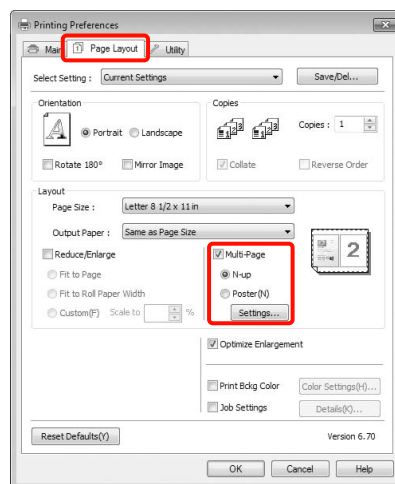 Printing Preferences
Main Page Layout Utility
Select Setting : Current Settings Save/Del...
Orientation Copies
Portrait Landscape Copies : 1
Rotate 180° Mirror Image Collate Reverse Order
Layout
Page Size : Letter 8 1/2 x 11 in
Output Paper : Same as Page Size
Reduce/Enlarge Multi-Page
2
Fit to Page N-up
Fit to Roll Paper Width Poster(N)
Custom(F) Scale to % Settings...
Optimize Enlargement
Print Bckg Color Color Settings(H)...
Job Settings Details(K)...
Reset Defaults(Y) Version 6.70
OK Cancel Help